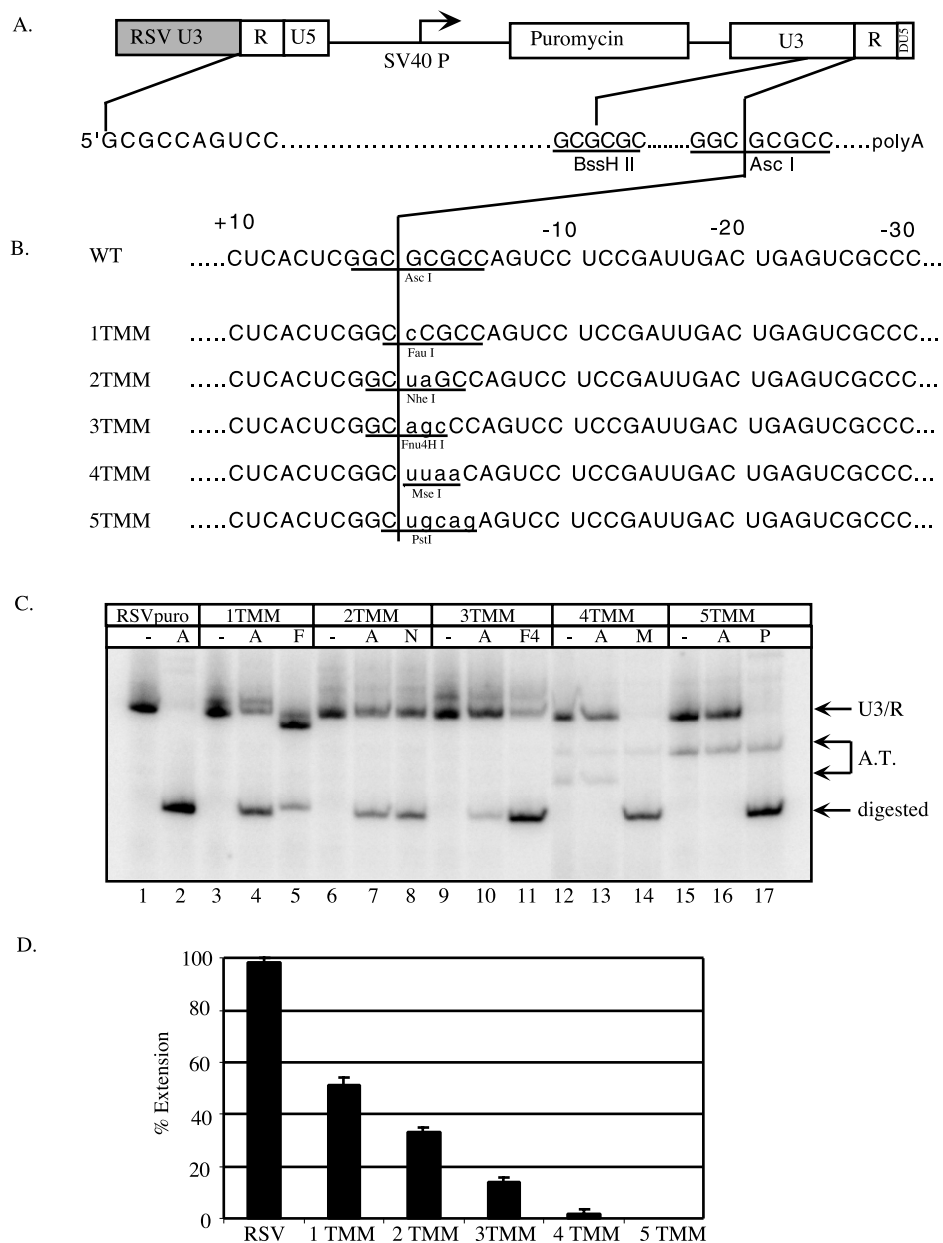 A.
RSV U3 R U5 SV40 P Puromycin U3 R DU5
5'GCGCCAGUCC..............................GCGCGC........GGC GCGCC.....polyA
BssH II Asc I
+10 -10 -20 -30
B.
WT .....CUCACUCGGC GCGCCAGUCC UCCGAUUGAC UGAGUCGCCC...
Asc I
1TMM .....CUCACUCGGC cCGCCAGUCC UCCGAUUGAC UGAGUCGCCC...
Fau I
2TMM .....CUCACUCGGC uaGCCAGUCC UCCGAUUGAC UGAGUCGCCC...
Nhe I
3TMM .....CUCACUCGGC agcCCAGUCC UCCGAUUGAC UGAGUCGCCC...
Fnu4H I
4TMM .....CUCACUCGGC uuaaCAGUCC UCCGAUUGAC UGAGUCGCCC...
Mse I
5TMM .....CUCACUCGGC ugcagAGUCC UCCGAUUGAC UGAGUCGCCC...
PstI
C.
RSVpuro 1TMM 2TMM 3TMM 4TMM 5TMM
- A - A F - A N - A F4 - A M - A P
U3/R
A.T.
digested
1 2 3 4 5 6 7 8 9 10 11 12 13 14 15 16 17
D.
% Extension
100
80
60
40
20
0
RSV 1 TMM 2 TMM 3TMM 4 TMM 5 TMM